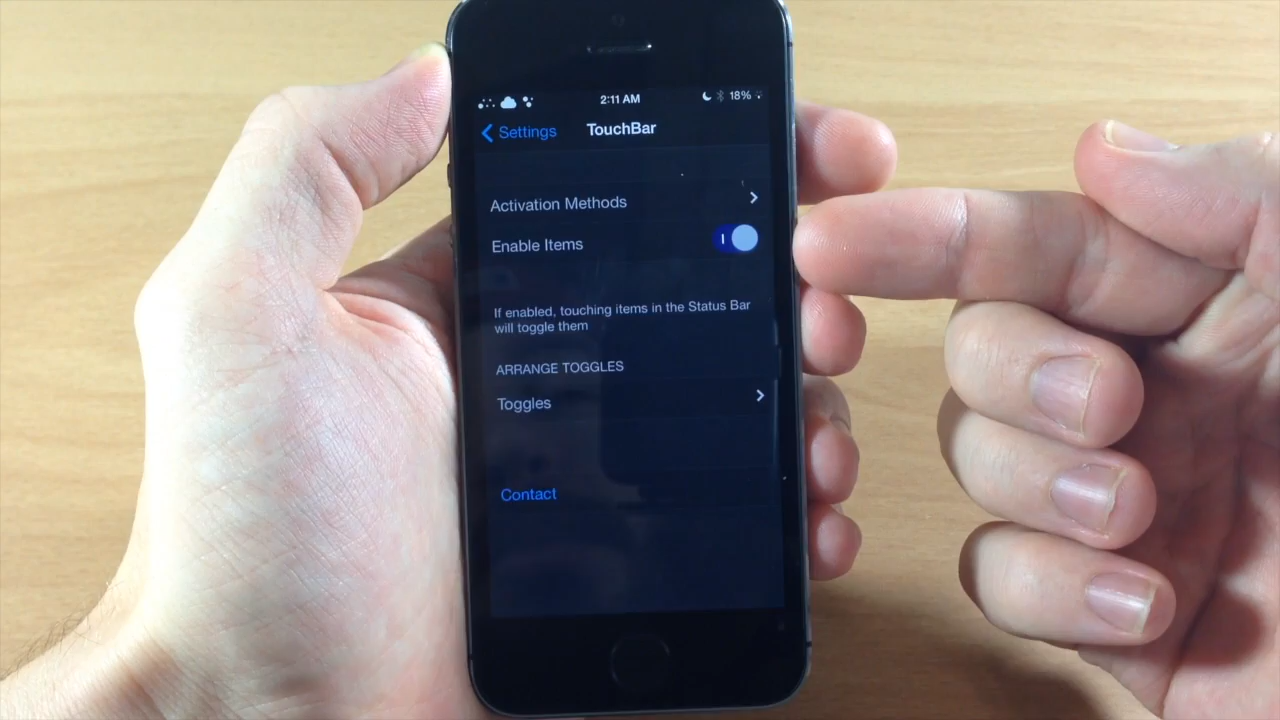 2:11 AM 18%
Settings TouchBar
Activation Methods
Enable Items
If enabled, touching items in the Status Bar
will toggle them
ARRANGE TOGGLES
Toggles
Contact